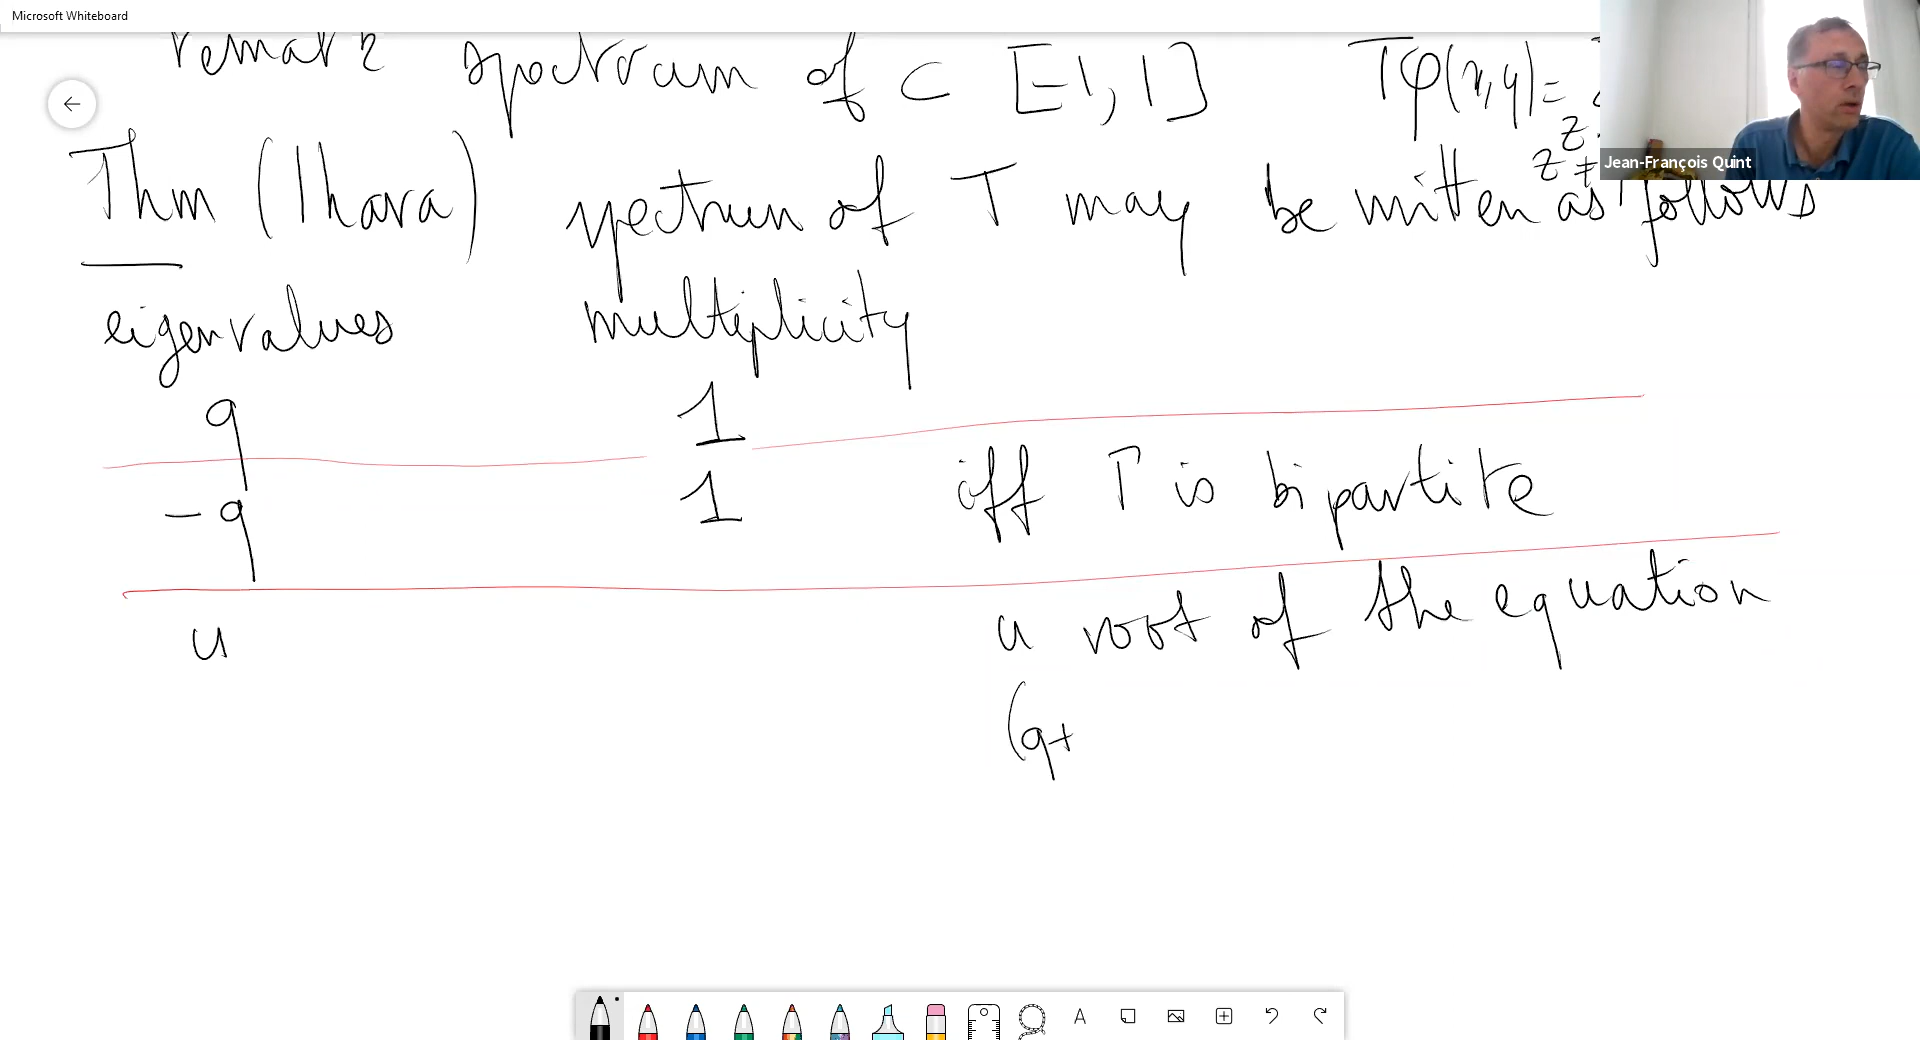 Microsoft Whiteboard
remark spectrum of C [-1, 1] Tφ(x,y)=
z
z ≠
Jean-François Quint
Thm (Ihara) spectrum of T may be written as follows
eigenvalues multiplicity
q 1
-q 1 iff Γ is bipartite
u u root of the equation
(q+
A